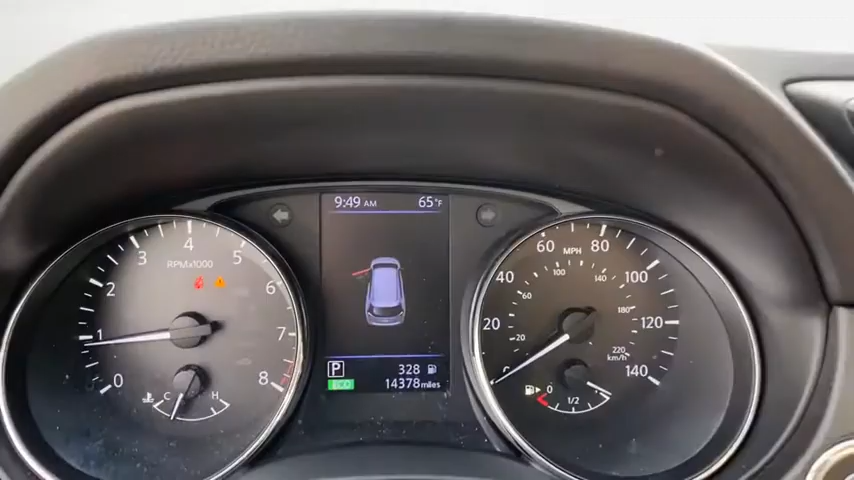 9:49 AM 65°F
RPMx1000
0 1 2 3 4 5 6 7 8
C H
P
ECO
328
14378 miles
MPH
20 40 60 80 100 120 140
20 60 100 140 180 220
km/h
0 1/2